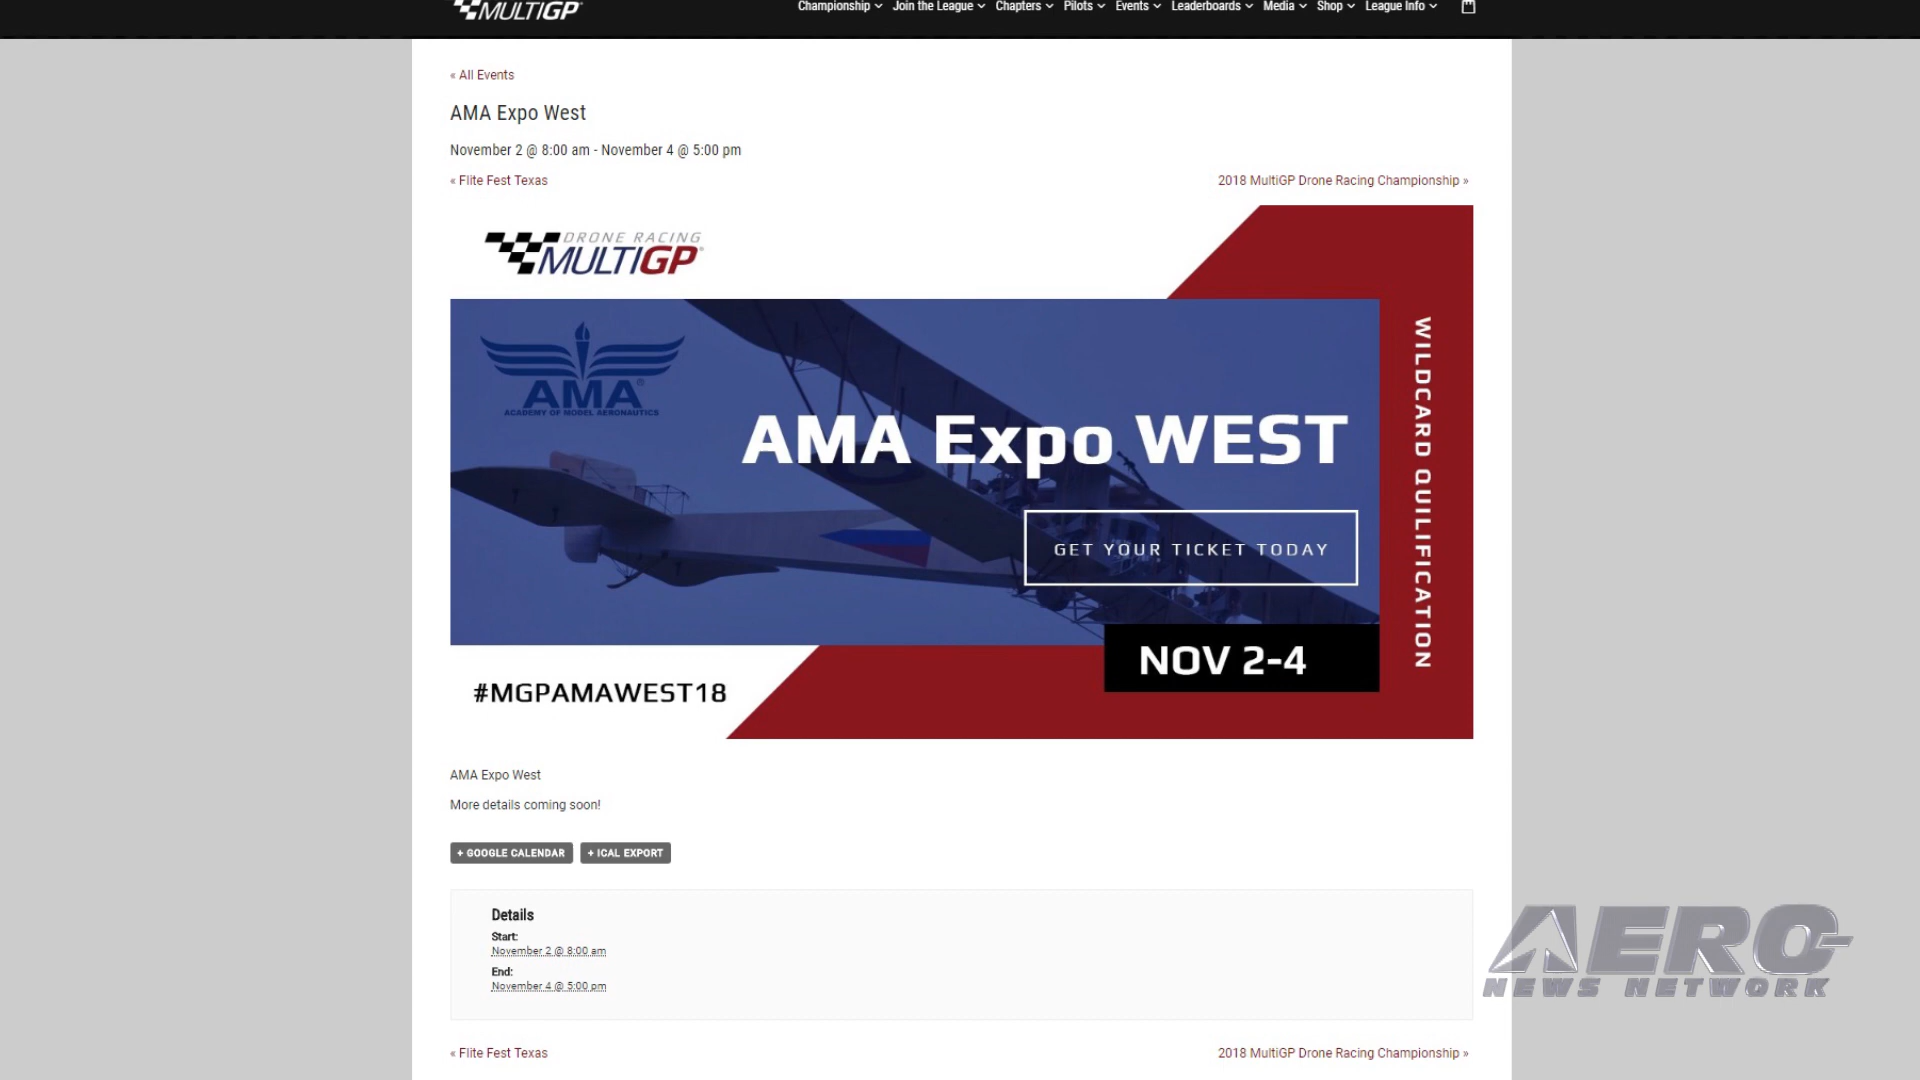 MULTIGP
Championship Join the League Chapters Pilots Events Leaderboards Media Shop League Info
« All Events
AMA Expo West
November 2 @ 8:00 am - November 4 @ 5:00 pm
« Flite Fest Texas
2018 MultiGP Drone Racing Championship »
DRONE RACING
MULTIGP
AMA®
ACADEMY OF MODEL AERONAUTICS
AMA Expo WEST
GET YOUR TICKET TODAY
NOV 2-4
WILDCARD QUILIFICATION
#MGPAMAWEST18
AMA Expo West
More details coming soon!
+ GOOGLE CALENDAR + ICAL EXPORT
Details
Start:
November 2 @ 8:00 am
End:
November 4 @ 5:00 pm
AERO-
NEWS NETWORK
« Flite Fest Texas
2018 MultiGP Drone Racing Championship »